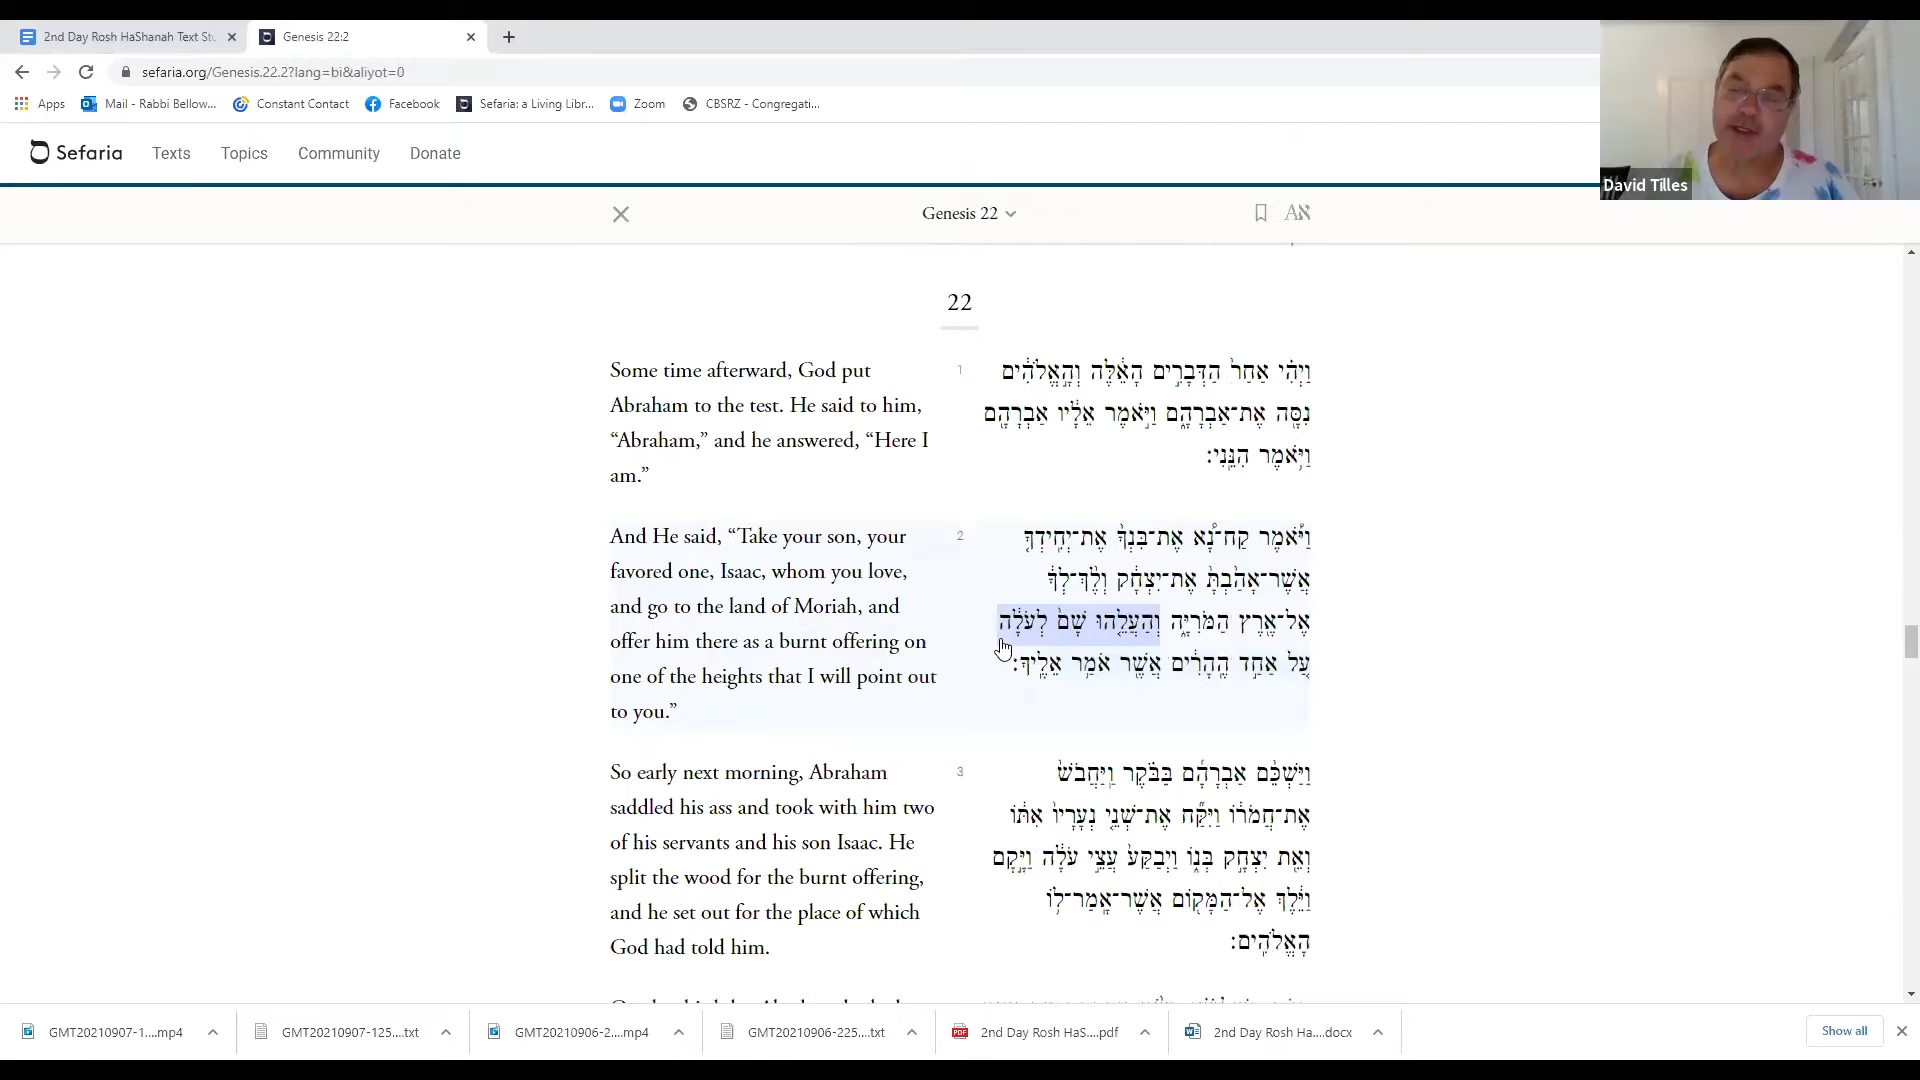 2nd Day Rosh HaShanah Text Stu
Genesis 22:2
sefaria.org/Genesis.22.2?lang=bi&aliyot=0
Apps
Mail - Rabbi Bellow...
Constant Contact
Facebook
Sefaria: a Living Libr...
Zoom
CBSRZ - Congregati...
Sefaria
Texts
Topics
Community
Donate
David Tilles
Genesis 22
22
Some time afterward, God put
Abraham to the test. He said to him,
“Abraham,” and he answered, “Here I
am.”
1
וַיְהִ֗י אַחַר֙ הַדְּבָרִ֣ים הָאֵ֔לֶּה וְהָ֣אֱלֹהִ֔ים
נִסָּ֖ה אֶת־אַבְרָהָ֑ם וַיֹּ֣אמֶר אֵלָ֔יו אַבְרָהָ֖ם
וַיֹּ֥אמֶר הִנֵּֽנִי׃
And He said, “Take your son, your
favored one, Isaac, whom you love,
and go to the land of Moriah, and
offer him there as a burnt offering on
one of the heights that I will point out
to you.”
2
וַיֹּ֡אמֶר קַח־נָ֠א אֶת־בִּנְךָ֨ אֶת־יְחִֽידְךָ֤
אֲשֶׁר־אָהַ֙בְתָּ֙ אֶת־יִצְחָ֔ק וְלֶ֨ךְ־לְךָ֔
אֶל־אֶ֖רֶץ הַמֹּרִיָּ֑ה וְהַעֲלֵ֤הוּ שָׁם֙ לְעֹלָ֔ה
עַ֚ל אַחַ֣ד הֶֽהָרִ֔ים אֲשֶׁ֖ר אֹמַ֥ר אֵלֶֽיךָ׃
So early next morning, Abraham
saddled his ass and took with him two
of his servants and his son Isaac. He
split the wood for the burnt offering,
and he set out for the place of which
God had told him.
3
וַיַּשְׁכֵּ֨ם אַבְרָהָ֜ם בַּבֹּ֗קֶר וַֽיַּחֲבֹשׁ֙
אֶת־חֲמֹר֔וֹ וַיִּקַּ֞ח אֶת־שְׁנֵ֤י נְעָרָיו֙ אִתּ֔וֹ
וְאֵ֖ת יִצְחָ֣ק בְּנ֑וֹ וַיְבַקַּע֙ עֲצֵ֣י עֹלָ֔ה וַיָּ֣קָם
וַיֵּ֔לֶךְ אֶל־הַמָּק֖וֹם אֲשֶׁר־אָֽמַר־ל֥וֹ
הָאֱלֹהִֽים׃
GMT20210907-1....mp4
GMT20210907-125....txt
GMT20210906-2....mp4
GMT20210906-225....txt
2nd Day Rosh HaS....pdf
2nd Day Rosh Ha....docx
Show all